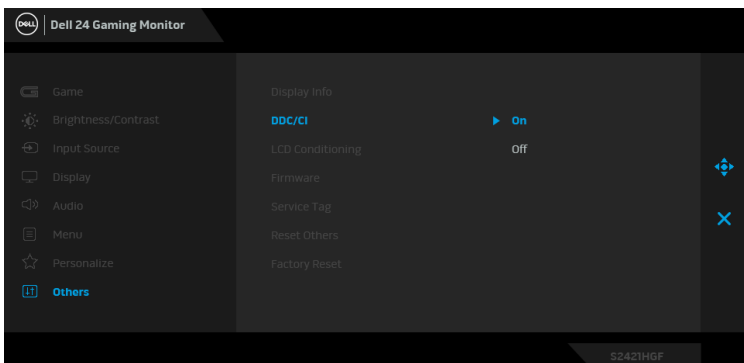 DELL Dell 24 Gaming Monitor
Game
Display Info
Brightness/Contrast
DDC/CI On
Input Source
LCD Conditioning Off
Display
Firmware
Audio
Service Tag
Menu
Reset Others
Personalize
Factory Reset
Others
S2421HGF